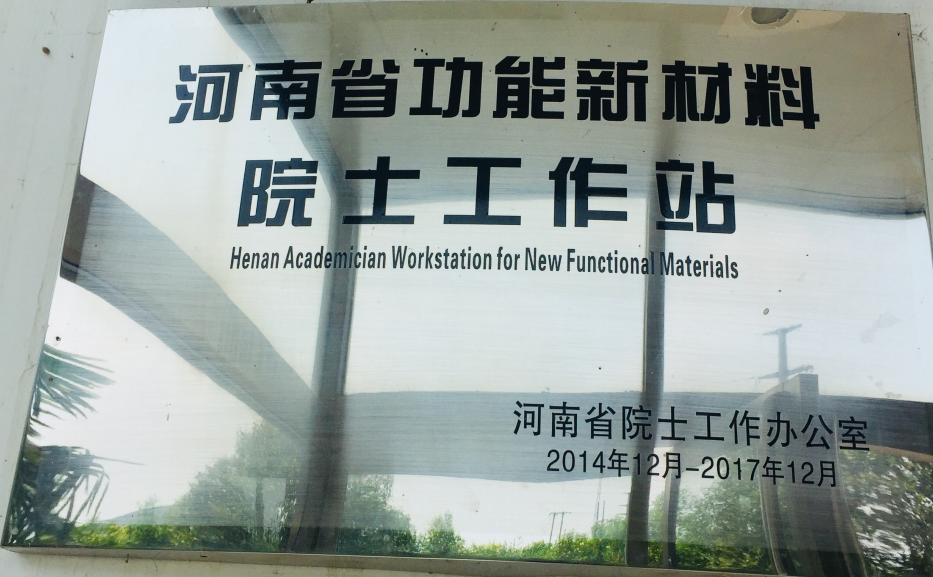 河南省功能新材料
院士工作站
Henan Academician Workstation for New Functional Materials
河南省院士工作办公室
2014年12月-2017年12月